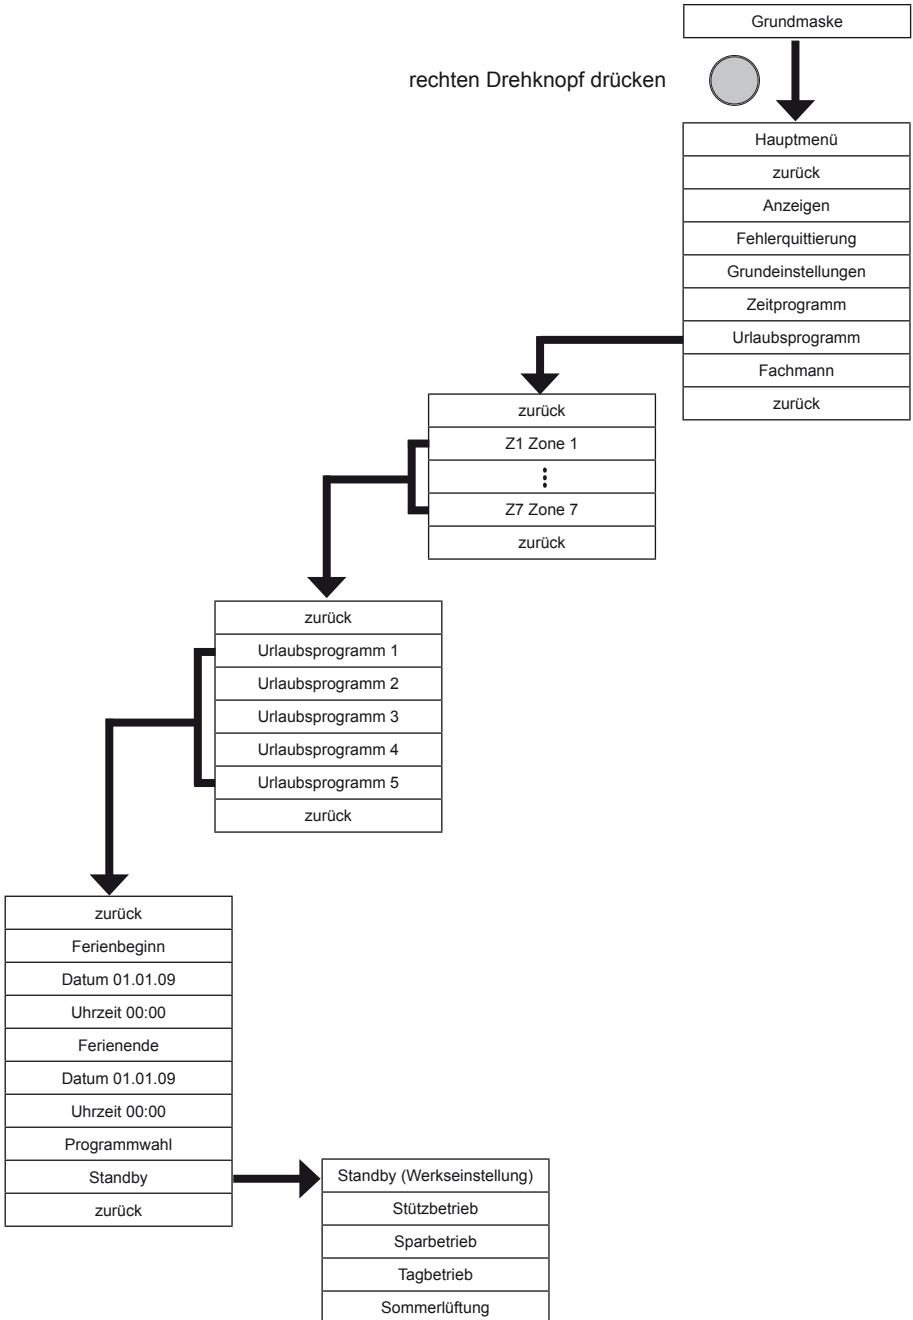 Grundmaske
rechten Drehknopf drücken
Hauptmenü
zurück
Anzeigen
Fehlerquittierung
Grundeinstellungen
Zeitprogramm
Urlaubsprogramm
Fachmann
zurück
zurück
Z1 Zone 1
Z7 Zone 7
zurück
zurück
Urlaubsprogramm 1
Urlaubsprogramm 2
Urlaubsprogramm 3
Urlaubsprogramm 4
Urlaubsprogramm 5
zurück
zurück
Ferienbeginn
Datum 01.01.09
Uhrzeit 00:00
Ferienende
Datum 01.01.09
Uhrzeit 00:00
Programmwahl
Standby
zurück
Standby (Werkseinstellung)
Stützbetrieb
Sparbetrieb
Tagbetrieb
Sommerlüftung